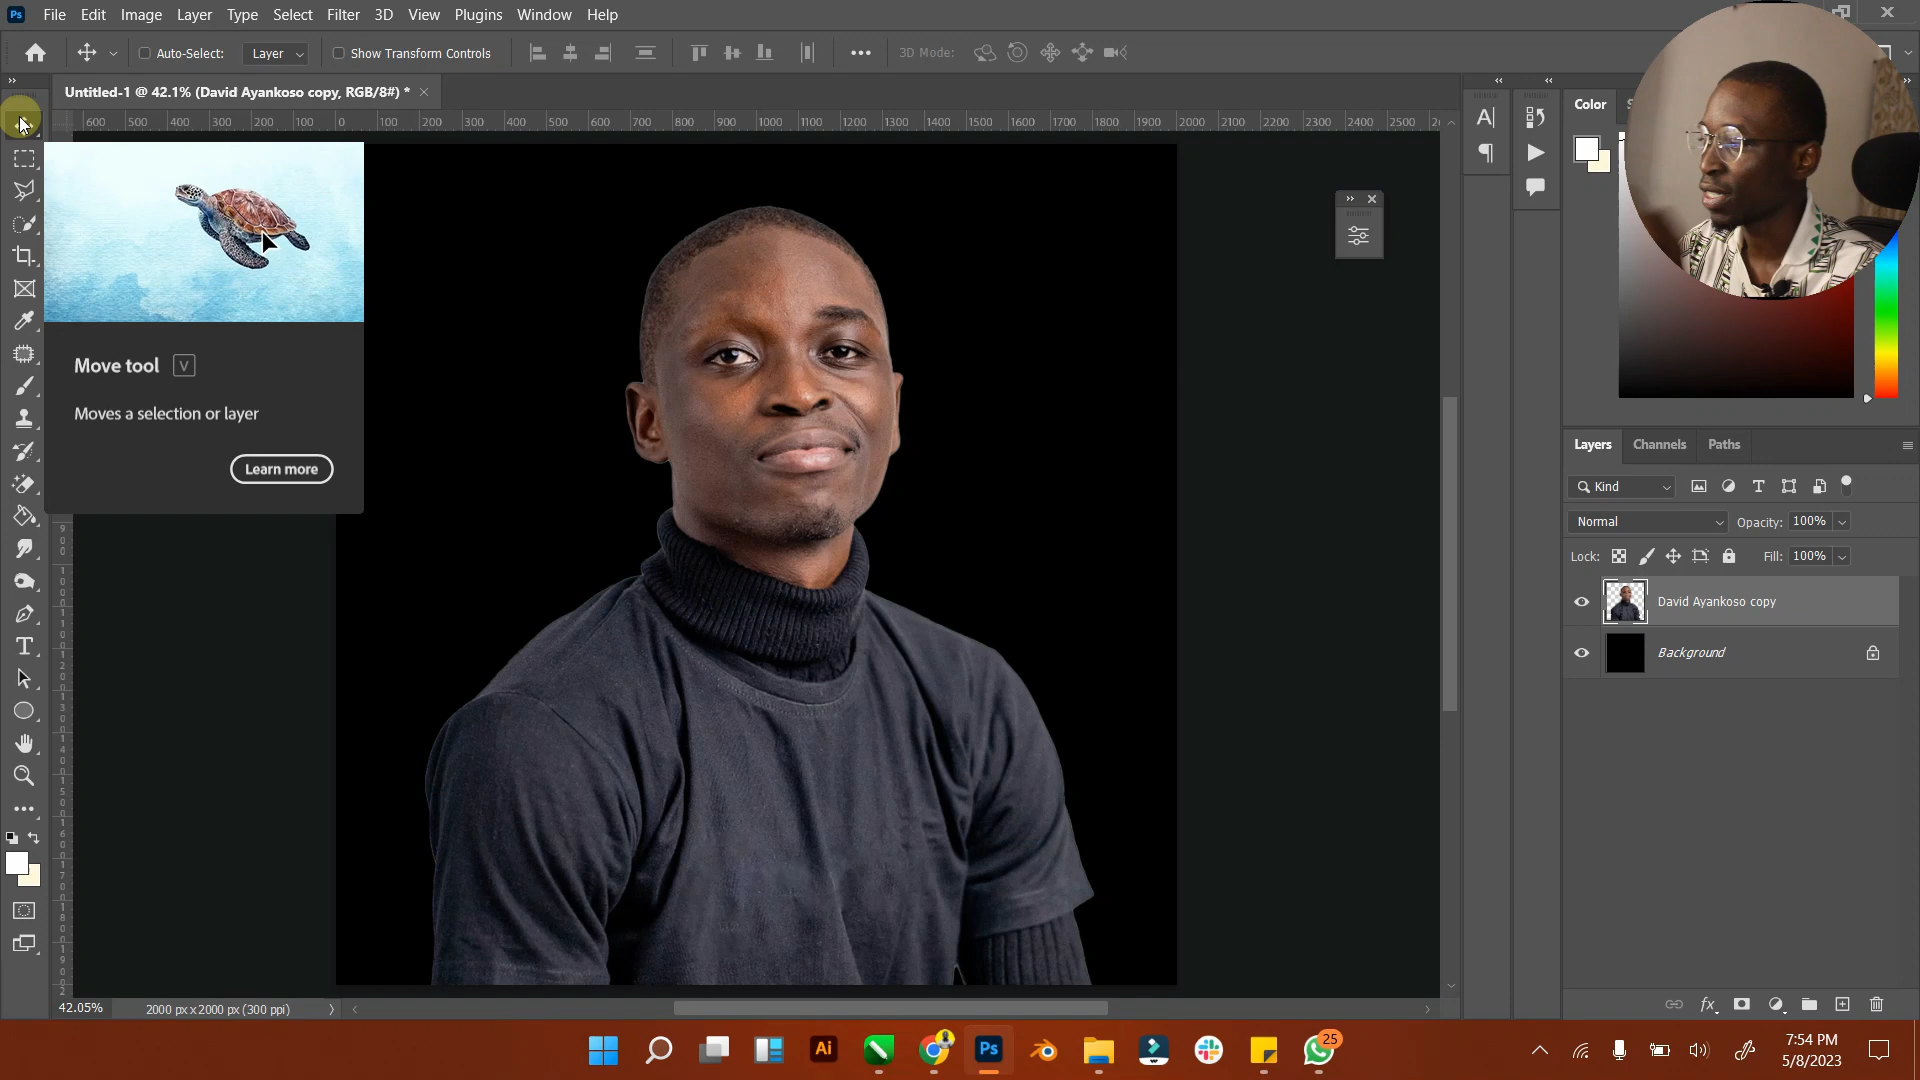 Ps File Edit Image Layer Type Select Filter 3D View Plugins Window Help
Auto-Select: Layer Show Transform Controls 3D Mode:
Untitled-1 @ 42.1% (David Ayankoso copy, RGB/8#) *
600 500 400 300 200 100 0 100 200 300 400 500 600 700 800 900 1000 1100 1200 1300 1400 1500 1600 1700 1800 1900 2000 2100 2200 2300 2400
Color
Move tool V
Moves a selection or layer
Learn more
Layers Channels Paths
Kind
Normal Opacity: 100%
Lock: Fill: 100%
David Ayankoso copy
Background
fx
42.05% 2000 px x 2000 px (300 ppi)
Ai Ps 25
7:54 PM
5/8/2023